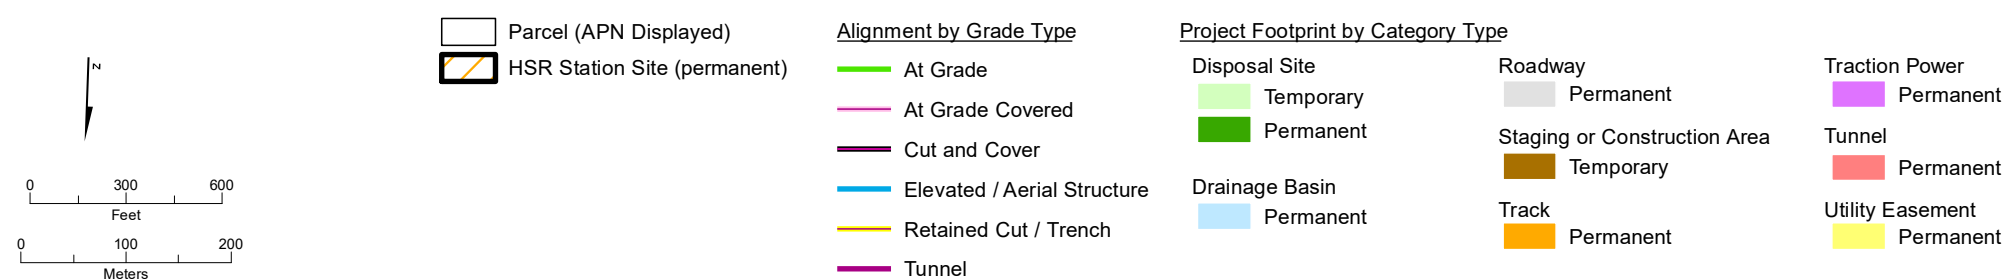 N
0 300 600
Feet
0 100 200
Meters
Parcel (APN Displayed)
HSR Station Site (permanent)
Alignment by Grade Type
At Grade
At Grade Covered
Cut and Cover
Elevated / Aerial Structure
Retained Cut / Trench
Tunnel
Project Footprint by Category Type
Disposal Site
Temporary
Permanent
Drainage Basin
Permanent
Roadway
Permanent
Staging or Construction Area
Temporary
Track
Permanent
Traction Power
Permanent
Tunnel
Permanent
Utility Easement
Permanent